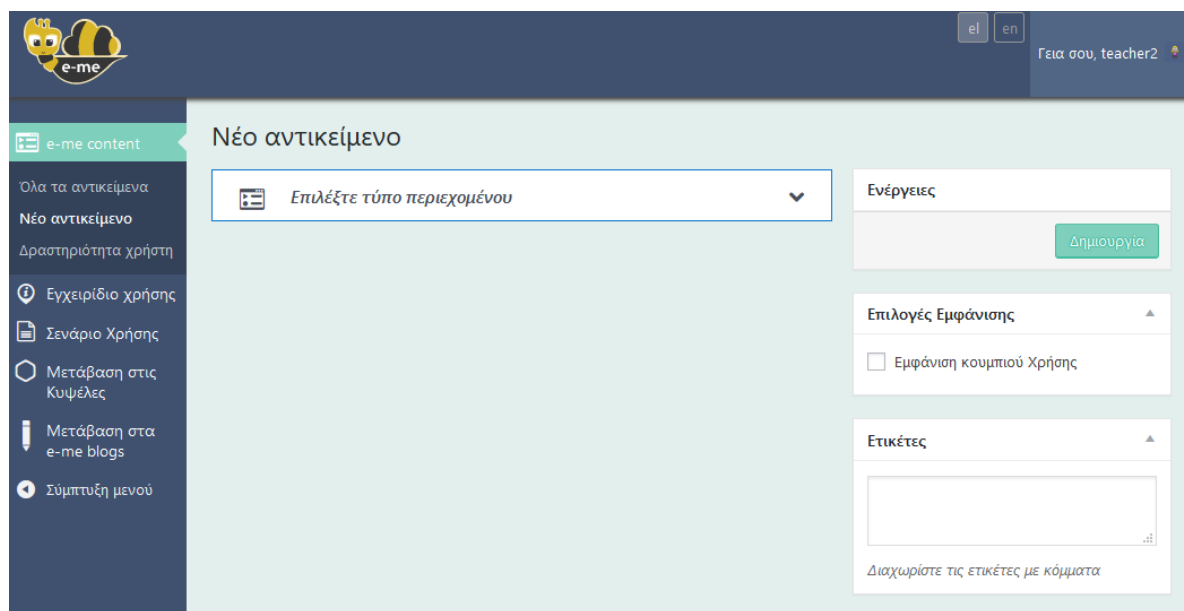 e-me
el en
Γεια σου, teacher2
e-me content
Όλα τα αντικείμενα
Νέο αντικείμενο
Δραστηριότητα χρήστη
Εγχειρίδιο χρήσης
Σενάριο Χρήσης
Μετάβαση στις
Κυψέλες
Μετάβαση στα
e-me blogs
Σύμπτυξη μενού
Νέο αντικείμενο
Επιλέξτε τύπο περιεχομένου
Ενέργειες
Δημιουργία
Επιλογές Εμφάνισης
Εμφάνιση κουμπιού Χρήσης
Ετικέτες
Διαχωρίστε τις ετικέτες με κόμματα